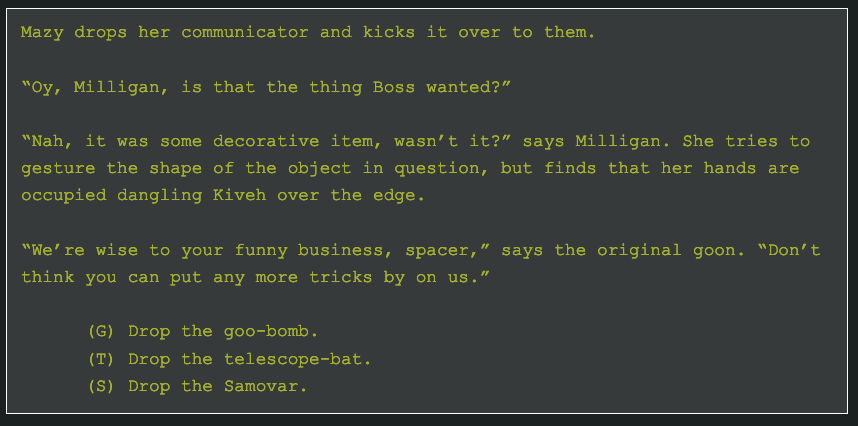 Mazy drops her communicator and kicks it over to them.
“Oy, Milligan, is that the thing Boss wanted?”
“Nah, it was some decorative item, wasn’t it?” says Milligan. She tries to
gesture the shape of the object in question, but finds that her hands are
occupied dangling Kiveh over the edge.
“We’re wise to your funny business, spacer,” says the original goon. “Don’t
think you can put any more tricks by on us.”
(G) Drop the goo-bomb.
(T) Drop the telescope-bat.
(S) Drop the Samovar.